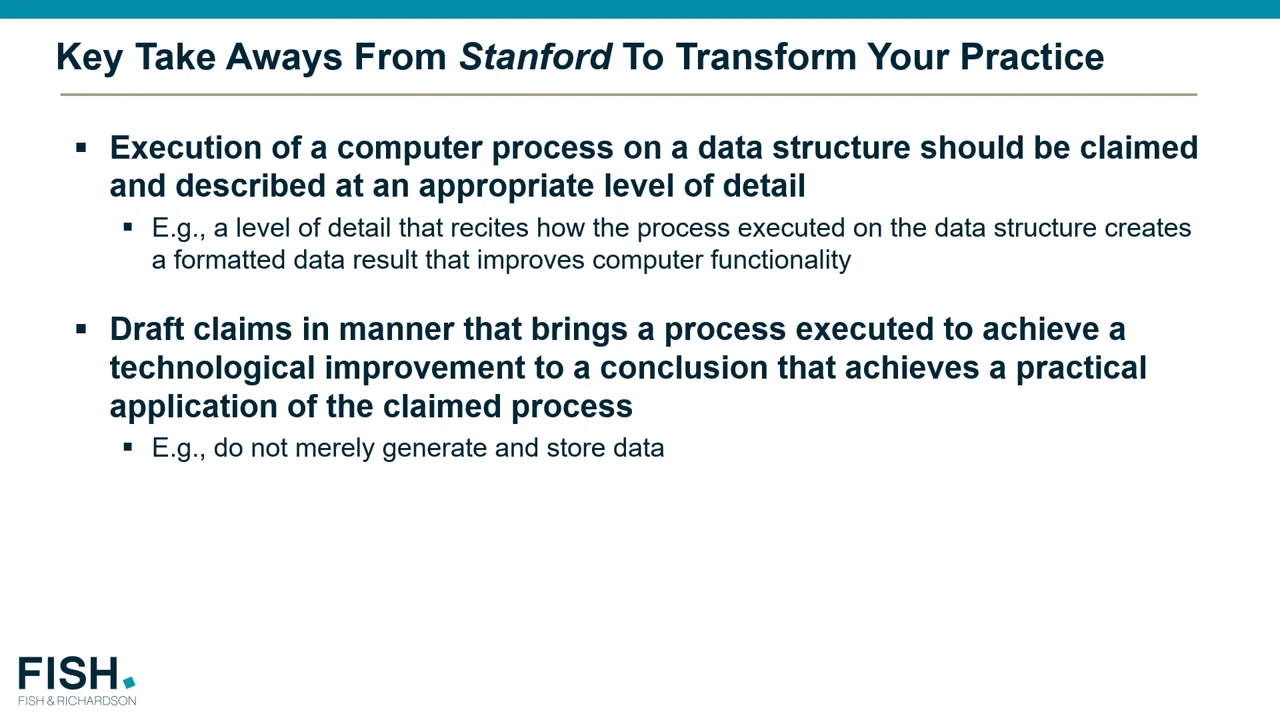 Key Take Aways From Stanford To Transform Your Practice
▪ Execution of a computer process on a data structure should be claimed
and described at an appropriate level of detail
▪ E.g., a level of detail that recites how the process executed on the data structure creates
a formatted data result that improves computer functionality
▪ Draft claims in manner that brings a process executed to achieve a
technological improvement to a conclusion that achieves a practical
application of the claimed process
▪ E.g., do not merely generate and store data
FISH
FISH & RICHARDSON